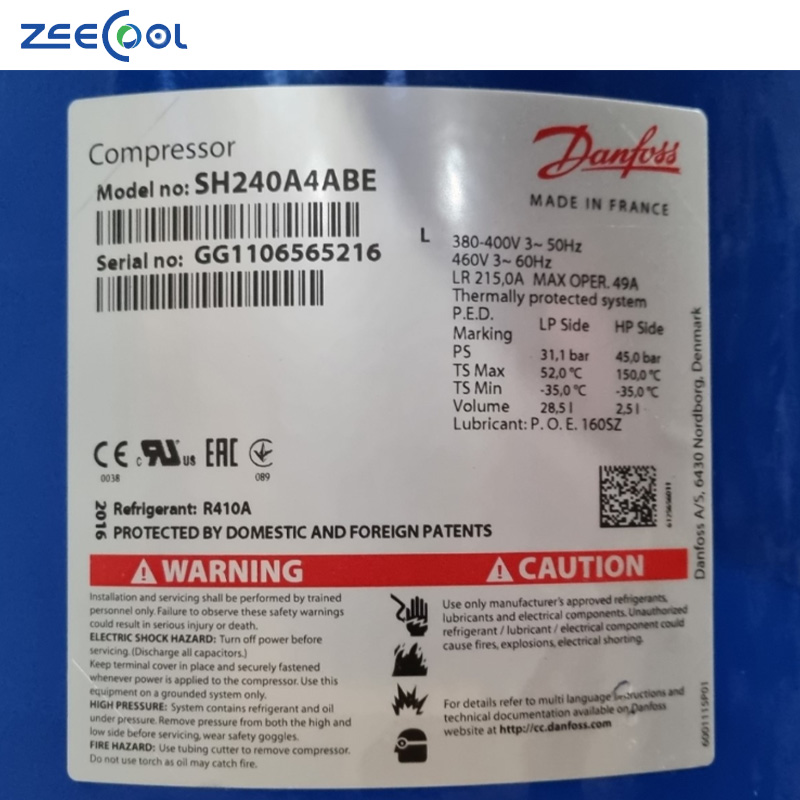 ZEECOOL
Compressor
Danfoss
MADE IN FRANCE
Model no: SH240A4ABE
Serial no: GG1106565216
L
380-400V 3~ 50Hz
460V 3~ 60Hz
LR 215,0A MAX OPER. 49A
Thermally protected system
P.E.D.
Marking LP Side HP Side
PS 31,1 bar 45,0 bar
TS Max 52,0 °C 150,0 °C
TS Min -35,0 °C -35,0 °C
Volume 28,5 l 2,5 l
Lubricant: P. O. E. 160SZ
CE c RU us EAC
0038 089
2016
Refrigerant: R410A
PROTECTED BY DOMESTIC AND FOREIGN PATENTS
6175656011
Danfoss A/S, 6430 Nordborg, Denmark
WARNING
Installation and servicing shall be performed by trained
personnel only. Failure to observe these safety warnings
could result in serious injury or death.
ELECTRIC SHOCK HAZARD: Turn off power before
servicing. (Discharge all capacitors.)
Keep terminal cover in place and securely fastened
whenever power is applied to the compressor. Use this
equipment on a grounded system only.
HIGH PRESSURE: System contains refrigerant and oil
under pressure. Remove pressure from both the high and
low side before servicing, wear safety goggles.
FIRE HAZARD: Use tubing cutter to remove compressor.
Do not use torch as oil may catch fire.
CAUTION
Use only manufacturer's approved refrigerants,
lubricants and electrical components. Unauthorized
refrigerant / lubricant / electrical component could
cause fires, explosions, electrical shorting.
For details refer to multi language instructions and
technical documentation available on Danfoss
website at http://cc.danfoss.com
6001115P01